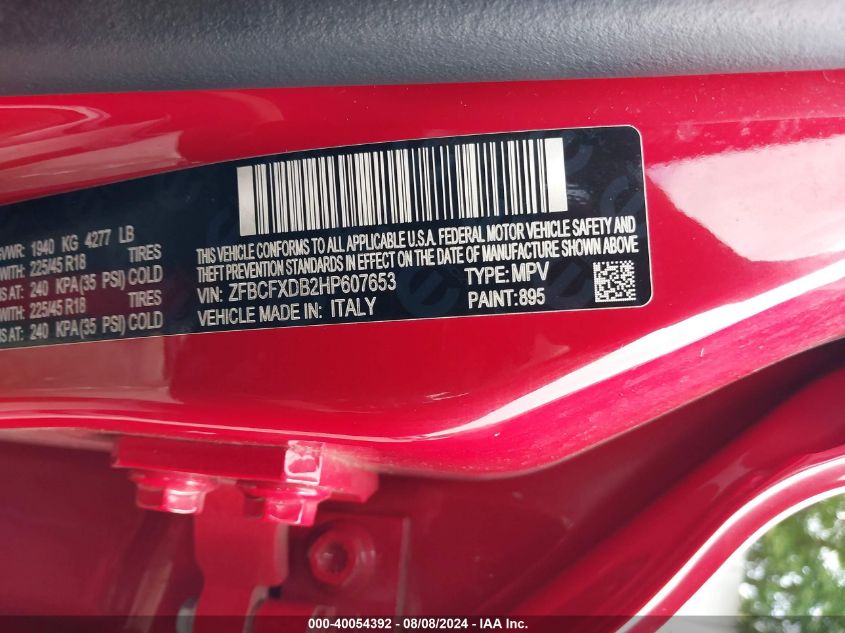 GVWR: 1940 KG 4277 LB
WITH: 225/45 R18 TIRES
AT: 240 KPA(35 PSI) COLD
WITH: 225/45 R18 TIRES
AT: 240 KPA(35 PSI) COLD
THIS VEHICLE CONFORMS TO ALL APPLICABLE U.S.A. FEDERAL MOTOR VEHICLE SAFETY AND
THEFT PREVENTION STANDARDS IN EFFECT ON THE DATE OF MANUFACTURE SHOWN ABOVE
VIN: ZFBCFXDB2HP607653 TYPE: MPV
VEHICLE MADE IN: ITALY PAINT: 895
000-40054392 - 08/08/2024 - IAA Inc.